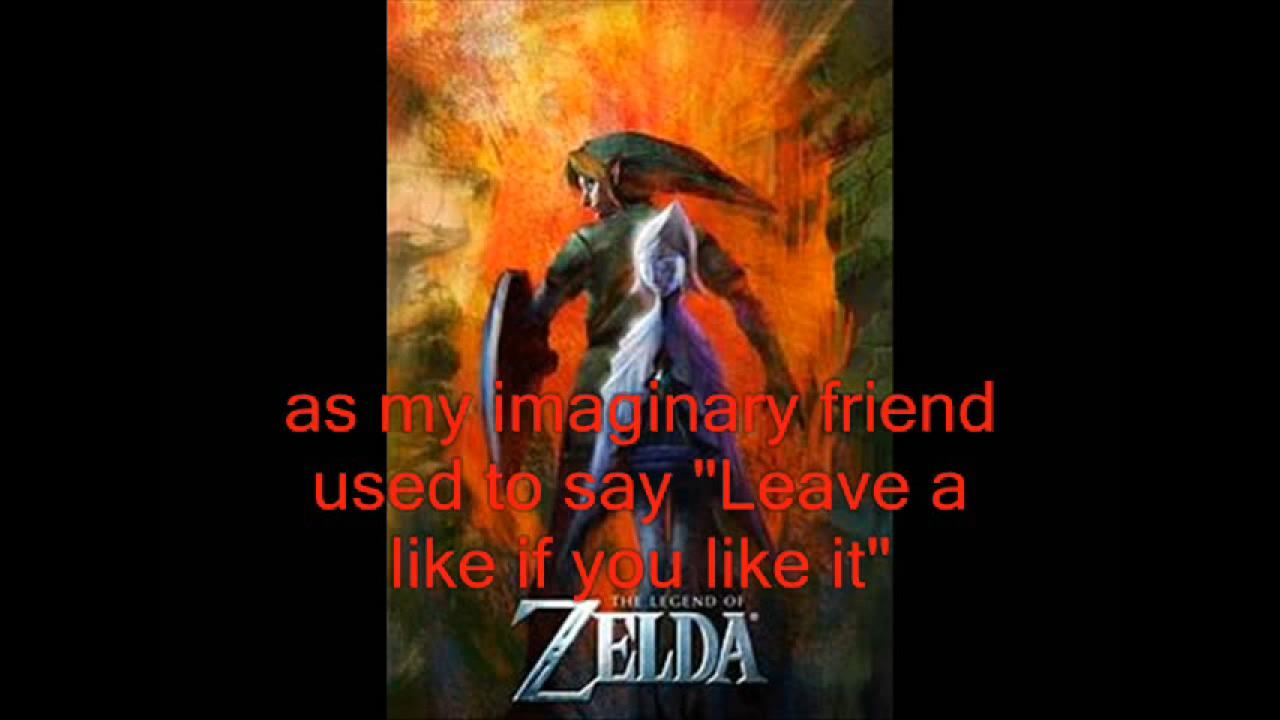 as my imaginary friend
used to say "Leave a
like if you like it"
THE LEGEND OF
ZELDA